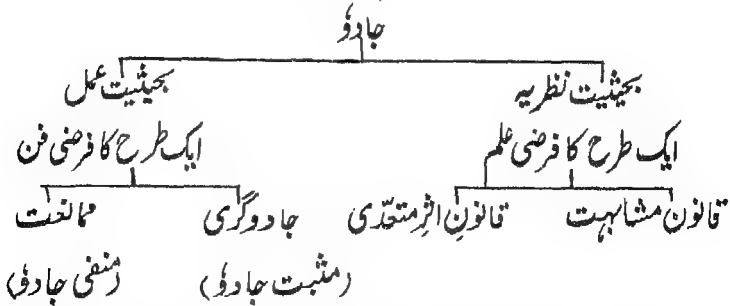 جادو
بحیثیت نظریہ بحیثیت عمل
ایک طرح کا فرضی علم ایک طرح کا فرضی فن
قانون مشابہت قانونِ اثرِ متعدّی جادوگری ممانعت
(مثبت جادو) (منفی جادو)